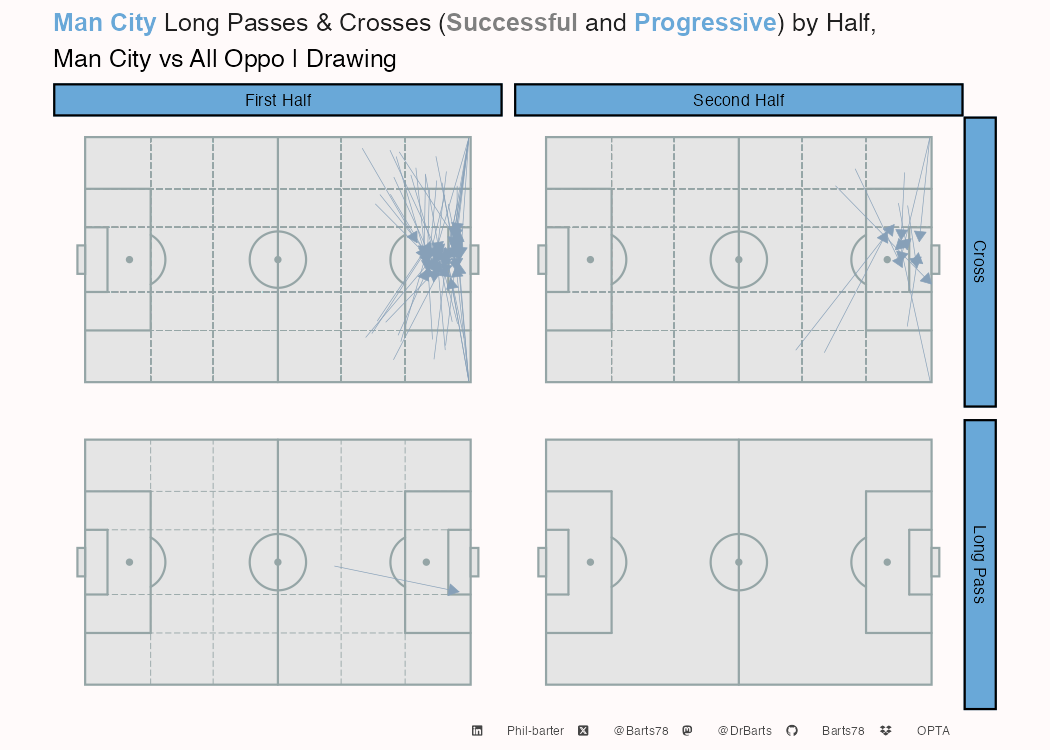 Man City Long Passes & Crosses (Successful and Progressive) by Half,
Man City vs All Oppo | Drawing
First Half
Second Half
Cross
Long Pass
Phil-barter @Barts78 @DrBarts Barts78 OPTA